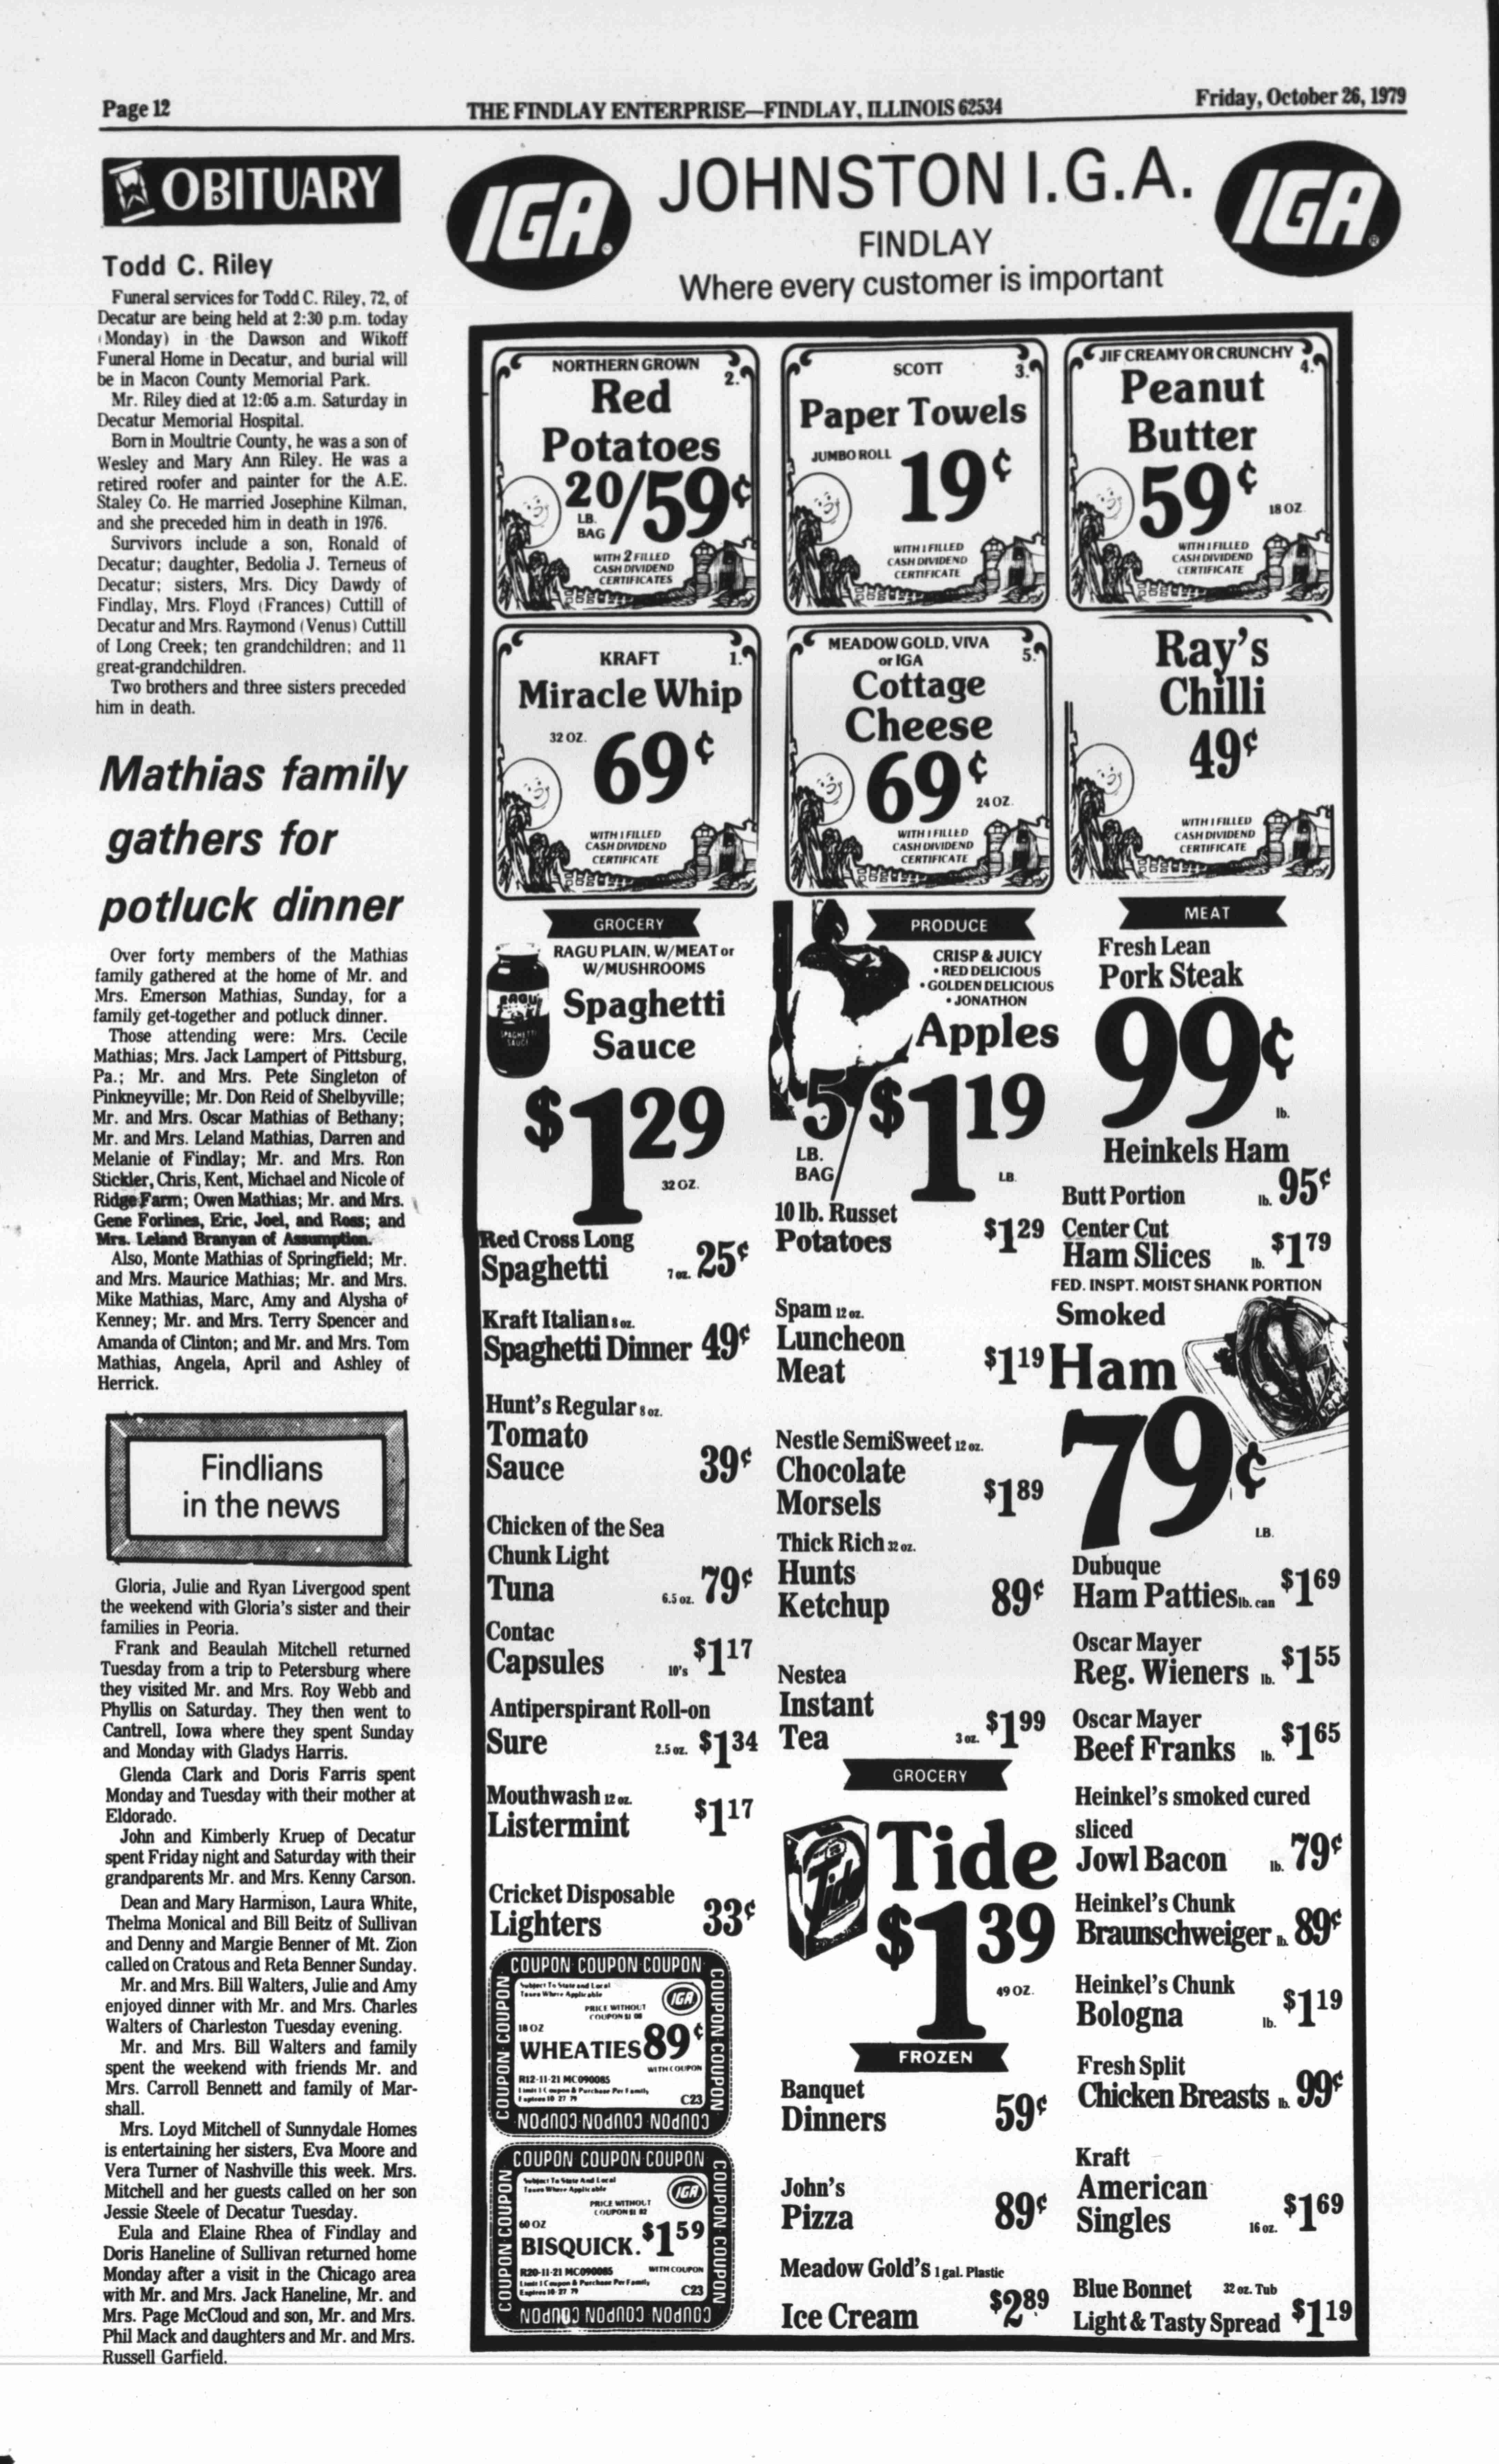 Page 12
THE FINDLAY ENTERPRISE—FINDLAY, ILLINOIS 62534
Friday, October 26, 1979
OBITUARY
Todd C. Riley
Funeral services for Todd C. Riley, 72, of
Decatur are being held at 2:30 p.m. today
(Monday) in the Dawson and Wikoff
Funeral Home in Decatur, and burial will
be in Macon County Memorial Park.
Mr. Riley died at 12:05 a.m. Saturday in
Decatur Memorial Hospital.
Born in Moultrie County, he was a son of
Wesley and Mary Ann Riley. He was a
retired roofer and painter for the A.E.
Staley Co. He married Josephine Kilman,
and she preceded him in death in 1976.
Survivors include a son, Ronald of
Decatur; daughter, Bedolia J. Terneus of
Decatur; sisters, Mrs. Dicy Dawdy of
Findlay, Mrs. Floyd (Frances) Cuttill of
Decatur and Mrs. Raymond (Venus) Cuttill
of Long Creek; ten grandchildren; and 11
great-grandchildren.
Two brothers and three sisters preceded
him in death.
Mathias family
gathers for
potluck dinner
Over forty members of the Mathias
family gathered at the home of Mr. and
Mrs. Emerson Mathias, Sunday, for a
family get-together and potluck dinner.
Those attending were: Mrs. Cecile
Mathias; Mrs. Jack Lampert of Pittsburg,
Pa.; Mr. and Mrs. Pete Singleton of
Pinkneyville; Mr. Don Reid of Shelbyville;
Mr. and Mrs. Oscar Mathias of Bethany;
Mr. and Mrs. Leland Mathias, Darren and
Melanie of Findlay; Mr. and Mrs. Ron
Stickler, Chris, Kent, Michael and Nicole of
Ridge Farm; Owen Mathias; Mr. and Mrs.
Gene Forlines, Eric, Joel, and Ross; and
Mrs. Leland Branyan of Assumption.
Also, Monte Mathias of Springfield; Mr.
and Mrs. Maurice Mathias; Mr. and Mrs.
Mike Mathias, Marc, Amy and Alysha of
Kenney; Mr. and Mrs. Terry Spencer and
Amanda of Clinton; and Mr. and Mrs. Tom
Mathias, Angela, April and Ashley of
Herrick.
Findlians
in the news
Gloria, Julie and Ryan Livergood spent
the weekend with Gloria's sister and their
families in Peoria.
Frank and Beaulah Mitchell returned
Tuesday from a trip to Petersburg where
they visited Mr. and Mrs. Roy Webb and
Phyllis on Saturday. They then went to
Cantrell, Iowa where they spent Sunday
and Monday with Gladys Harris.
Glenda Clark and Doris Farris spent
Monday and Tuesday with their mother at
Eldorado.
John and Kimberly Kruep of Decatur
spent Friday night and Saturday with their
grandparents Mr. and Mrs. Kenny Carson.
Dean and Mary Harmison, Laura White,
Thelma Monical and Bill Beitz of Sullivan
and Denny and Margie Benner of Mt. Zion
called on Cratous and Reta Benner Sunday.
Mr. and Mrs. Bill Walters, Julie and Amy
enjoyed dinner with Mr. and Mrs. Charles
Walters of Charleston Tuesday evening.
Mr. and Mrs. Bill Walters and family
spent the weekend with friends Mr. and
Mrs. Carroll Bennett and family of Mar-
shall.
Mrs. Loyd Mitchell of Sunnydale Homes
is entertaining her sisters, Eva Moore and
Vera Turner of Nashville this week. Mrs.
Mitchell and her guests called on her son
Jessie Steele of Decatur Tuesday.
Eula and Elaine Rhea of Findlay and
Doris Haneline of Sullivan returned home
Monday after a visit in the Chicago area
with Mr. and Mrs. Jack Haneline, Mr. and
Mrs. Page McCloud and son, Mr. and Mrs.
Phil Mack and daughters and Mr. and Mrs.
Russell Garfield.
IGA
JOHNSTON I.G.A.
IGA
FINDLAY
Where every customer is important
NORTHERN GROWN
2.
Red
Potatoes
20/59¢
LB.
BAG
WITH 2 FILLED
CASH DIVIDEND
CERTIFICATES
SCOTT
3.
Paper Towels
JUMBO ROLL 19¢
WITH 1 FILLED
CASH DIVIDEND
CERTIFICATE
JIF CREAMY OR CRUNCHY
4.
Peanut
Butter
59¢
18 OZ.
WITH 1 FILLED
CASH DIVIDEND
CERTIFICATE
KRAFT
1.
Miracle Whip
32 OZ. 69¢
WITH 1 FILLED
CASH DIVIDEND
CERTIFICATE
MEADOW GOLD, VIVA
or IGA
5.
Cottage
Cheese
69¢
24 OZ.
WITH 1 FILLED
CASH DIVIDEND
CERTIFICATE
Ray's
Chilli
49¢
WITH 1 FILLED
CASH DIVIDEND
CERTIFICATE
GROCERY
RAGU PLAIN, W/MEAT or
W/MUSHROOMS
RAGU
SPAGHETTI
SAUCE
Spaghetti
Sauce
$1 29
32 OZ.
Red Cross Long
Spaghetti 7 oz. 25¢
Kraft Italian 8 oz.
Spaghetti Dinner 49¢
Hunt's Regular 8 oz.
Tomato
Sauce 39¢
Chicken of the Sea
Chunk Light
Tuna 6.5 oz. 79¢
Contac
Capsules 10's $1 17
Antiperspirant Roll-on
Sure 2.5 oz. $1 34
Mouthwash 12 oz.
Listermint $1 17
Cricket Disposable
Lighters 33¢
COUPON COUPON COUPON
COUPON COUPON
COUPON COUPON
Subject To State and Local
Taxes Where Applicable
IGA
PRICE WITHOUT
COUPON
18 OZ
WHEATIES 89¢
WITH COUPON
R12-11-21 MC090085
Limit 1 Coupon & Purchase Per Family
Expires 10 27 79
C23
COUPON COUPON COUPON
COUPON COUPON COUPON
COUPON COUPON
COUPON COUPON
Subject To State And Local
Taxes Where Applicable
IGA
PRICE WITHOUT
COUPON
60 OZ
BISQUICK. $1 59
WITH COUPON
R20-11-21 MC090085
Limit 1 Coupon & Purchase Per Family
Expires 10 27 79
C23
COUPON COUPON COUPON
PRODUCE
CRISP & JUICY
• RED DELICIOUS
• GOLDEN DELICIOUS
• JONATHON
Apples
5/$1 19
LB.
BAG
LB.
10 lb. Russet
Potatoes $1 29
Spam 12 oz.
Luncheon
Meat $1 19
Nestle SemiSweet 12 oz.
Chocolate
Morsels $1 89
Thick Rich 32 oz.
Hunts
Ketchup 89¢
Nestea
Instant
Tea 3 oz. $1 99
GROCERY
Tide
Tide
$1 39
49 OZ.
FROZEN
Banquet
Dinners 59¢
John's
Pizza 89¢
Meadow Gold's 1 gal. Plastic
Ice Cream $2 89
MEAT
Fresh Lean
Pork Steak
99¢
lb.
Heinkels Ham
Butt Portion lb. 95¢
Center Cut
Ham Slices lb. $1 79
FED. INSPT. MOIST SHANK PORTION
Smoked
Ham
79¢
LB.
Dubuque
Ham Patties lb. can $1 69
Oscar Mayer
Reg. Wieners lb. $1 55
Oscar Mayer
Beef Franks lb. $1 65
Heinkel's smoked cured
sliced
Jowl Bacon lb. 79¢
Heinkel's Chunk
Braunschweiger lb. 89¢
Heinkel's Chunk
Bologna lb. $1 19
Fresh Split
Chicken Breasts lb. 99¢
Kraft
American
Singles 16 oz. $1 69
Blue Bonnet 32 oz. Tub
Light & Tasty Spread $1 19